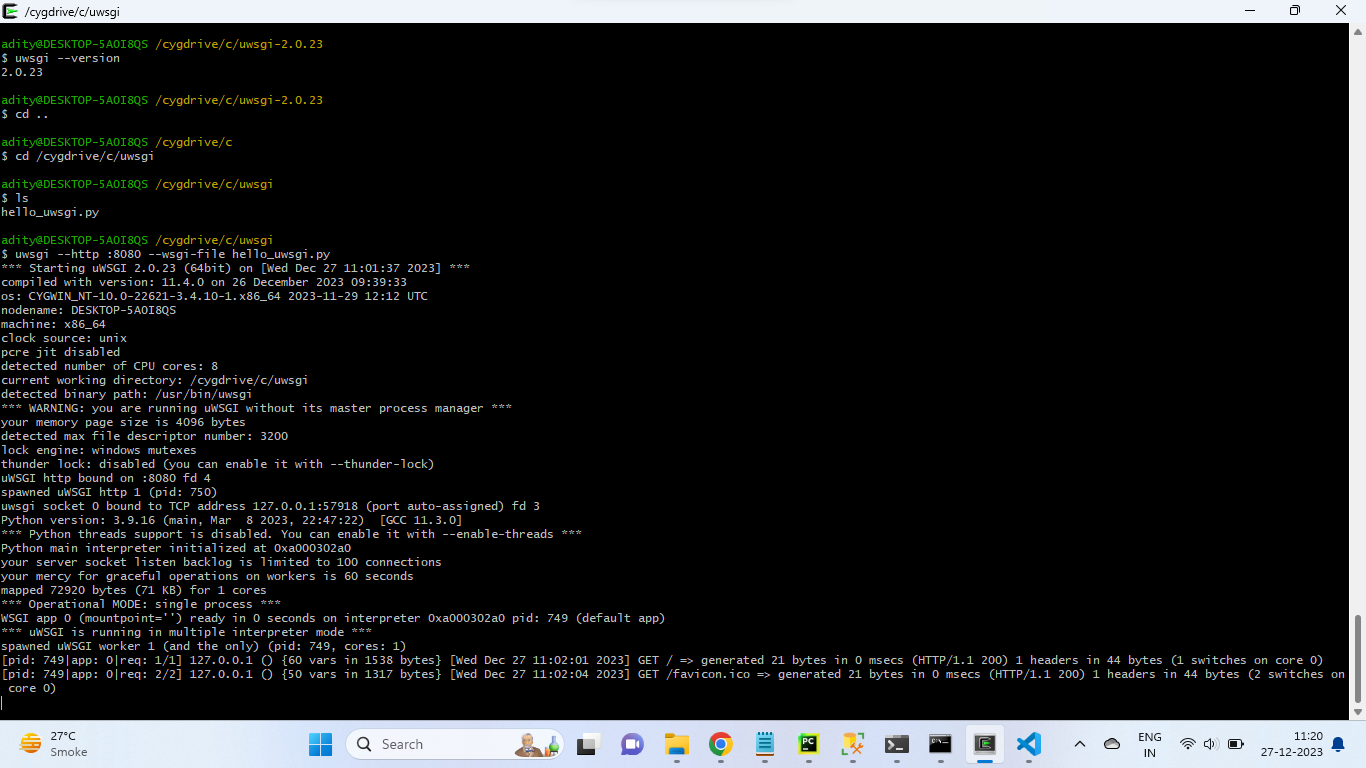 /cygdrive/c/uwsgi
adity@DESKTOP-5AOI8QS /cygdrive/c/uwsgi-2.0.23
$ uwsgi --version
2.0.23
adity@DESKTOP-5AOI8QS /cygdrive/c/uwsgi-2.0.23
$ cd ..
adity@DESKTOP-5AOI8QS /cygdrive/c
$ cd /cygdrive/c/uwsgi
adity@DESKTOP-5AOI8QS /cygdrive/c/uwsgi
$ ls
hello_uwsgi.py
adity@DESKTOP-5AOI8QS /cygdrive/c/uwsgi
$ uwsgi --http :8080 --wsgi-file hello_uwsgi.py
*** Starting uWSGI 2.0.23 (64bit) on [Wed Dec 27 11:01:37 2023] ***
compiled with version: 11.4.0 on 26 December 2023 09:39:33
os: CYGWIN_NT-10.0-22621-3.4.10-1.x86_64 2023-11-29 12:12 UTC
nodename: DESKTOP-5AOI8QS
machine: x86_64
clock source: unix
pcre jit disabled
detected number of CPU cores: 8
current working directory: /cygdrive/c/uwsgi
detected binary path: /usr/bin/uwsgi
*** WARNING: you are running uWSGI without its master process manager ***
your memory page size is 4096 bytes
detected max file descriptor number: 3200
lock engine: windows mutexes
thunder lock: disabled (you can enable it with --thunder-lock)
uWSGI http bound on :8080 fd 4
spawned uWSGI http 1 (pid: 750)
uwsgi socket 0 bound to TCP address 127.0.0.1:57918 (port auto-assigned) fd 3
Python version: 3.9.16 (main, Mar  8 2023, 22:47:22)  [GCC 11.3.0]
*** Python threads support is disabled. You can enable it with --enable-threads ***
Python main interpreter initialized at 0xa000302a0
your server socket listen backlog is limited to 100 connections
your mercy for graceful operations on workers is 60 seconds
mapped 72920 bytes (71 KB) for 1 cores
*** Operational MODE: single process ***
WSGI app 0 (mountpoint='') ready in 0 seconds on interpreter 0xa000302a0 pid: 749 (default app)
*** uWSGI is running in multiple interpreter mode ***
spawned uWSGI worker 1 (and the only) (pid: 749, cores: 1)
[pid: 749|app: 0|req: 1/1] 127.0.0.1 () {60 vars in 1538 bytes} [Wed Dec 27 11:02:01 2023] GET / => generated 21 bytes in 0 msecs (HTTP/1.1 200) 1 headers in 44 bytes (1 switches on core 0)
[pid: 749|app: 0|req: 2/2] 127.0.0.1 () {50 vars in 1317 bytes} [Wed Dec 27 11:02:04 2023] GET /favicon.ico => generated 21 bytes in 0 msecs (HTTP/1.1 200) 1 headers in 44 bytes (2 switches on
core 0)
27°C
Smoke
Search
PC
ENG
IN
11:20
27-12-2023